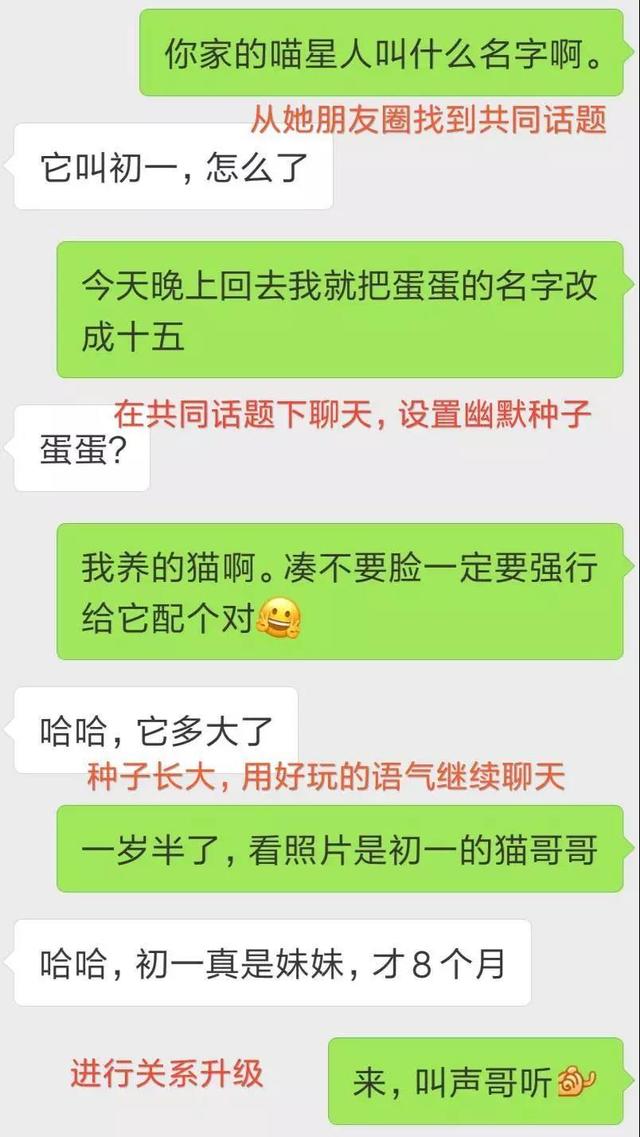 你家的喵星人叫什么名字啊。
从她朋友圈找到共同话题
它叫初一，怎么了
今天晚上回去我就把蛋蛋的名字改
成十五
在共同话题下聊天，设置幽默种子
蛋蛋？
我养的猫啊。凑不要脸一定要强行
给它配个对
哈哈，它多大了
种子长大，用好玩的语气继续聊天
一岁半了，看照片是初一的猫哥哥
哈哈，初一真是妹妹，才8个月
进行关系升级
来，叫声哥听